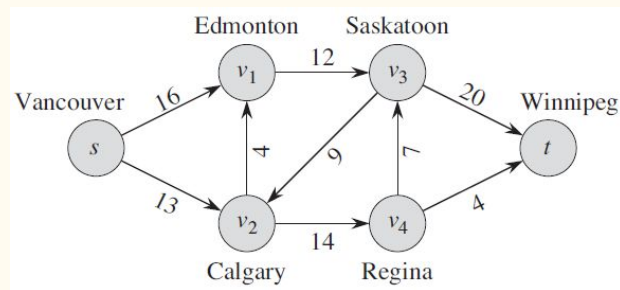 Edmonton Saskatoon
12
v1 v3
Vancouver 16 20 Winnipeg
s 4 9 7 t
13 4
v2 v4
14
Calgary Regina